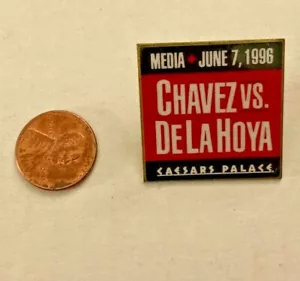 MEDIA • JUNE 7, 1996
CHAVEZ VS.
DE LA HOYA
CAESARS PALACE